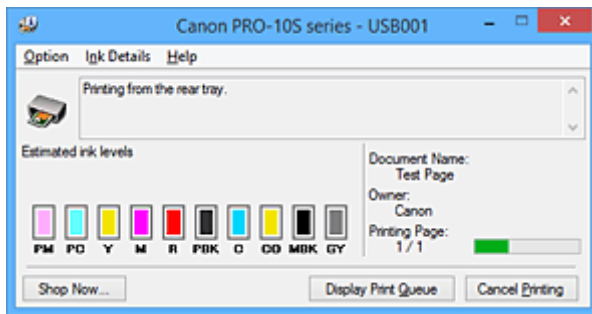 Canon PRO-10S series - USB001
Option Ink Details Help
Printing from the rear tray.
Estimated ink levels
Document Name:
Test Page
Owner:
Canon
Printing Page:
1 / 1
PM PC Y M R PBK C CO MBK GY
Shop Now... Display Print Queue Cancel Printing